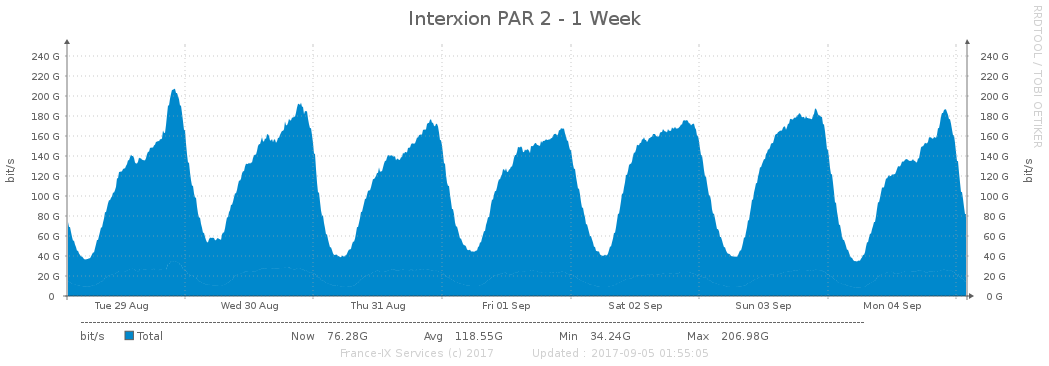 Interxion PAR 2 - 1 Week
RRDTOOL / TOBI OETIKER
bit/s
240 G 240 G
220 G 220 G
200 G 200 G
180 G 180 G
160 G 160 G
140 G 140 G
120 G 120 G
100 G 100 G
80 G 80 G
60 G 60 G
40 G 40 G
20 G 20 G
0 0 G
bit/s
Tue 29 Aug Wed 30 Aug Thu 31 Aug Fri 01 Sep Sat 02 Sep Sun 03 Sep Mon 04 Sep
bit/s Total Now 76.28G Avg 118.55G Min 34.24G Max 206.98G
France-IX Services (c) 2017 Updated : 2017-09-05 01:55:05